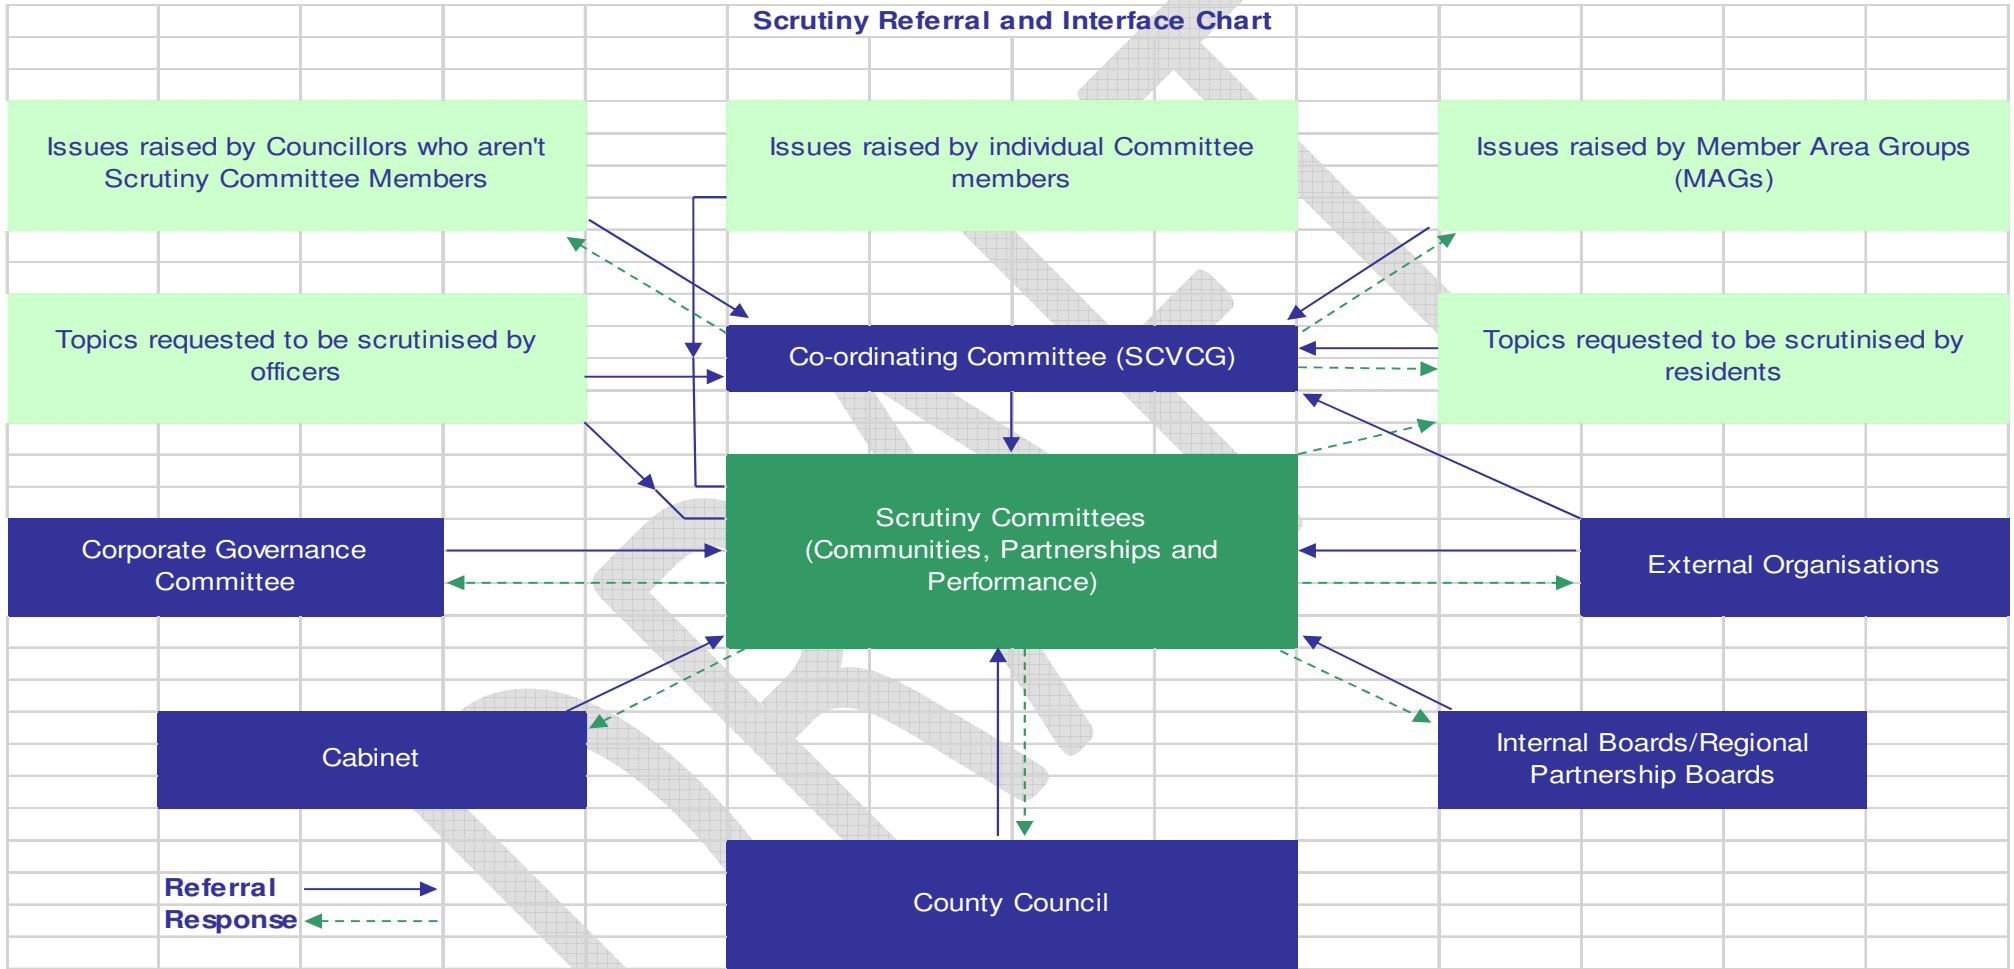 Scrutiny Referral and Interface Chart
Issues raised by Councillors who aren't
Scrutiny Committee Members
Issues raised by individual Committee
members
Issues raised by Member Area Groups
(MAGs)
Topics requested to be scrutinised by
officers
Co-ordinating Committee (SCVCG)
Topics requested to be scrutinised by
residents
Scrutiny Committees
(Communities, Partnerships and
Performance)
Corporate Governance
Committee
External Organisations
Cabinet
Internal Boards/Regional
Partnership Boards
County Council
Referral
Response
DRAFT